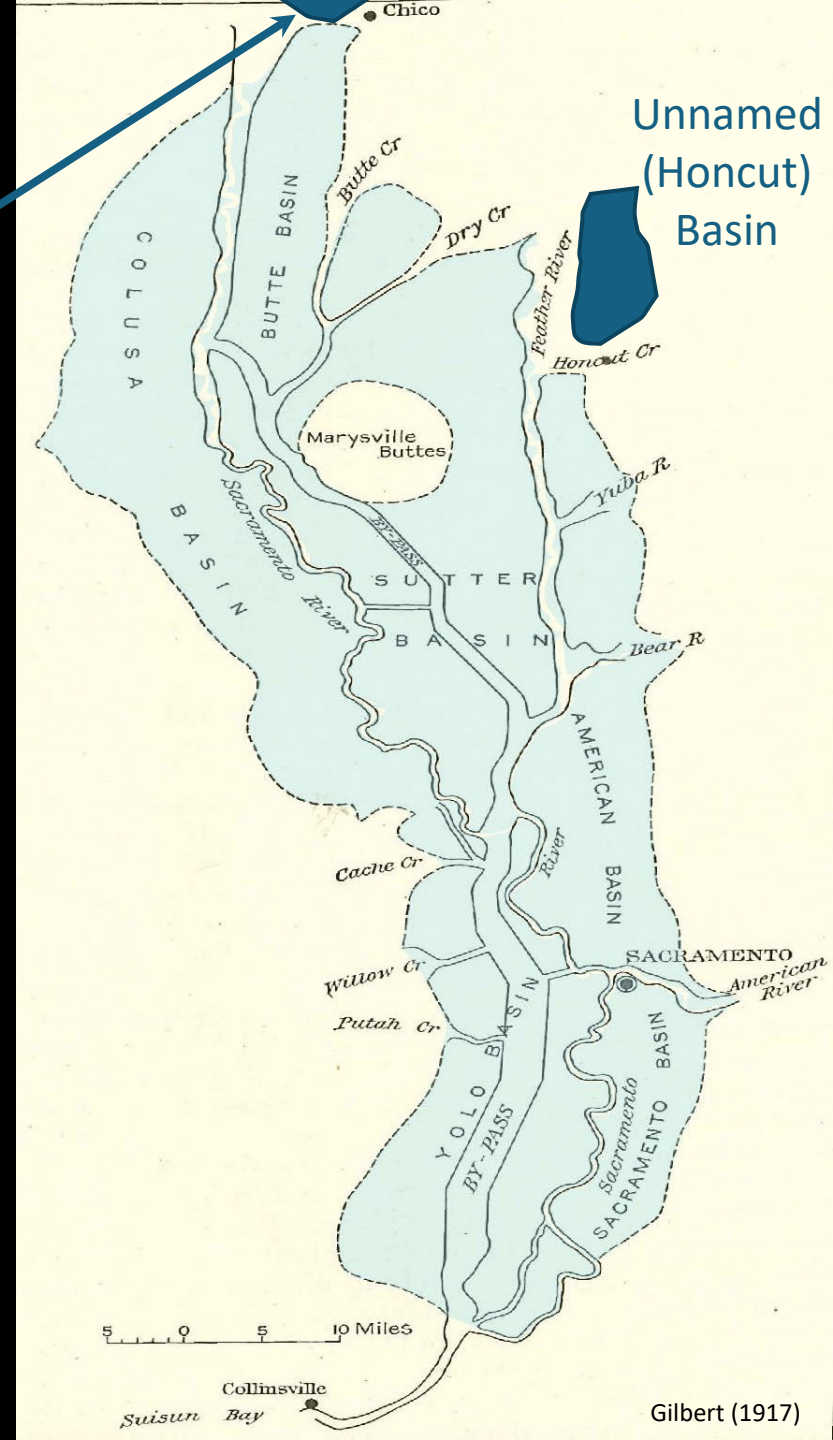 Chico
Unnamed
(Honcut)
Basin
Butte Cr
Dry Cr
BUTTE BASIN
COLUSA
BASIN
Feather River
Honcut Cr
Marysville
Buttes
Yuba R
Sacramento
River
BY-PASS
SUTTER
BASIN
Bear R
AMERICAN
BASIN
River
Cache Cr
SACRAMENTO
American
River
Willow Cr
Putah Cr
YOLO BASIN
BY-PASS
Sacramento
SACRAMENTO BASIN
5 0 5 10 Miles
Collinsville
Suisun Bay
Gilbert (1917)